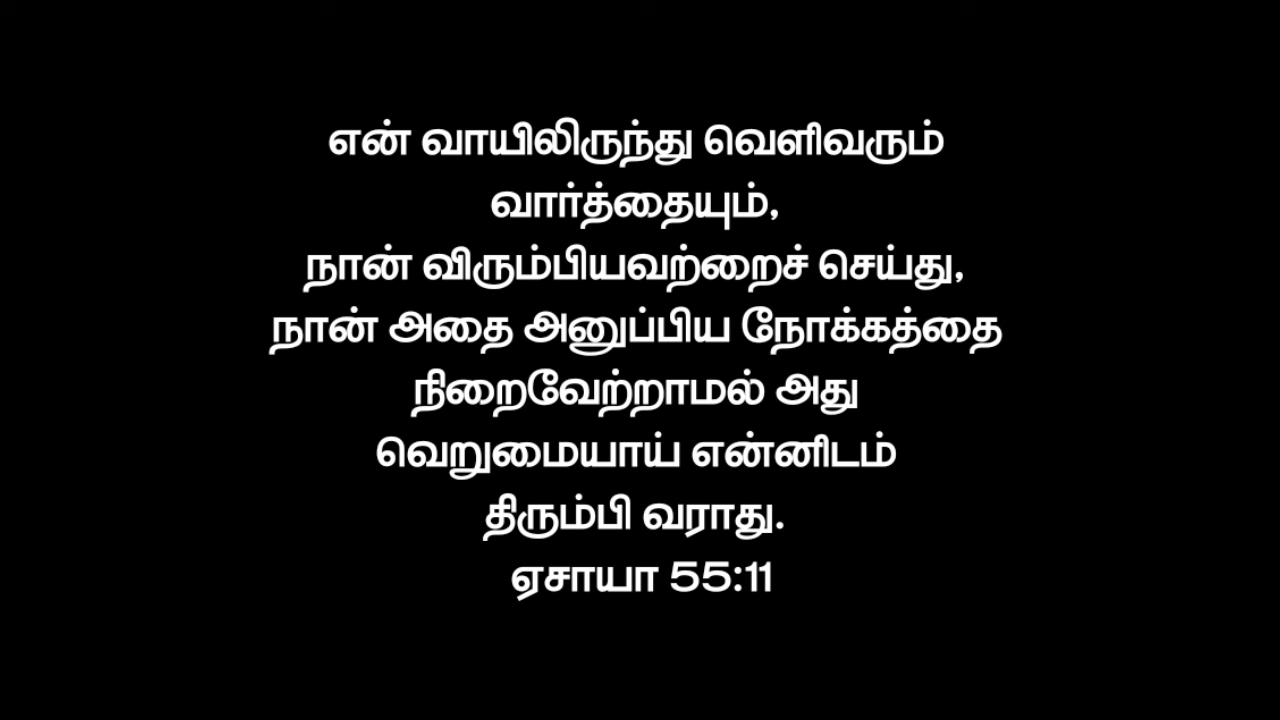 என் வாயிலிருந்து வெளிவரும்
வார்த்தையும்,
நான் விரும்பியவற்றைச் செய்து,
நான் அதை அனுப்பிய நோக்கத்தை
நிறைவேற்றாமல் அது
வெறுமையாய் என்னிடம்
திரும்பி வராது.
ஏசாயா 55:11